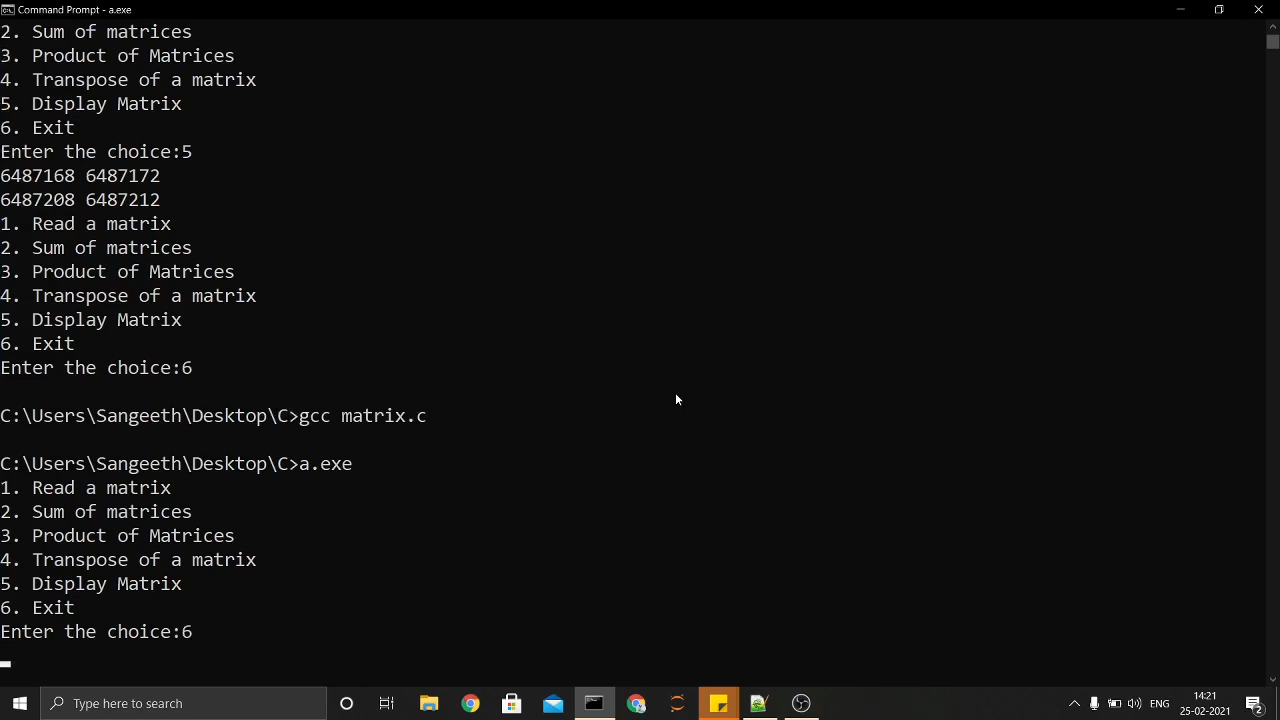 Command Prompt - a.exe
2. Sum of matrices
3. Product of Matrices
4. Transpose of a matrix
5. Display Matrix
6. Exit
Enter the choice:5
6487168 6487172
6487208 6487212
1. Read a matrix
2. Sum of matrices
3. Product of Matrices
4. Transpose of a matrix
5. Display Matrix
6. Exit
Enter the choice:6
C:\Users\Sangeeth\Desktop\C>gcc matrix.c
C:\Users\Sangeeth\Desktop\C>a.exe
1. Read a matrix
2. Sum of matrices
3. Product of Matrices
4. Transpose of a matrix
5. Display Matrix
6. Exit
Enter the choice:6
Type here to search
ENG
14:21
25-02-2021
2